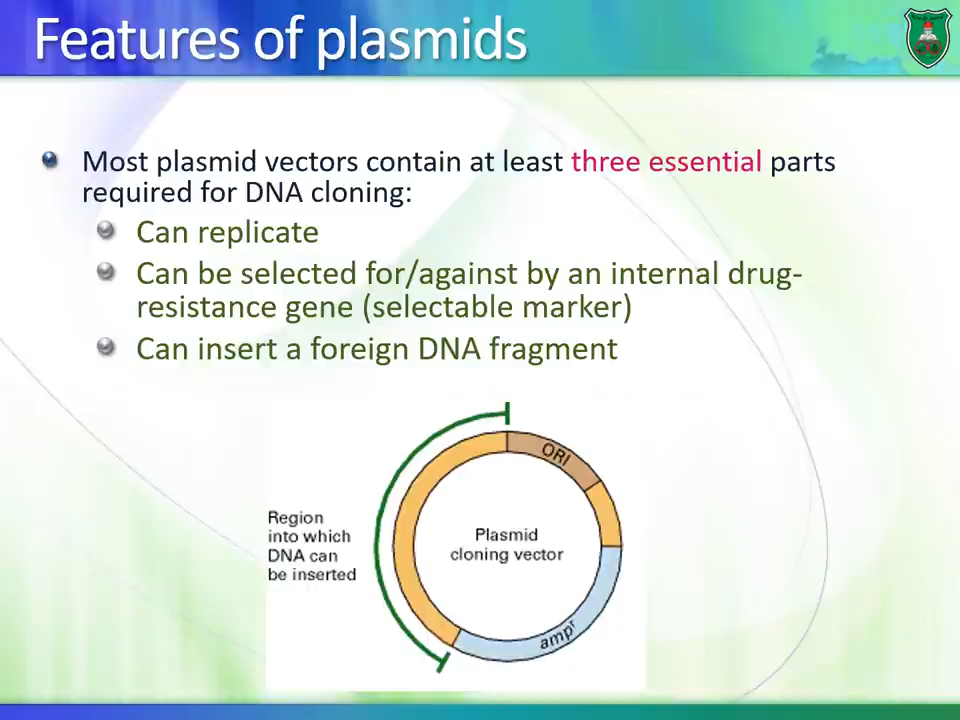 Features of plasmids
Most plasmid vectors contain at least three essential parts
required for DNA cloning:
Can replicate
Can be selected for/against by an internal drug-
resistance gene (selectable marker)
Can insert a foreign DNA fragment
ORI
Region
into which
DNA can
be inserted
Plasmid
cloning vector
ampʳ